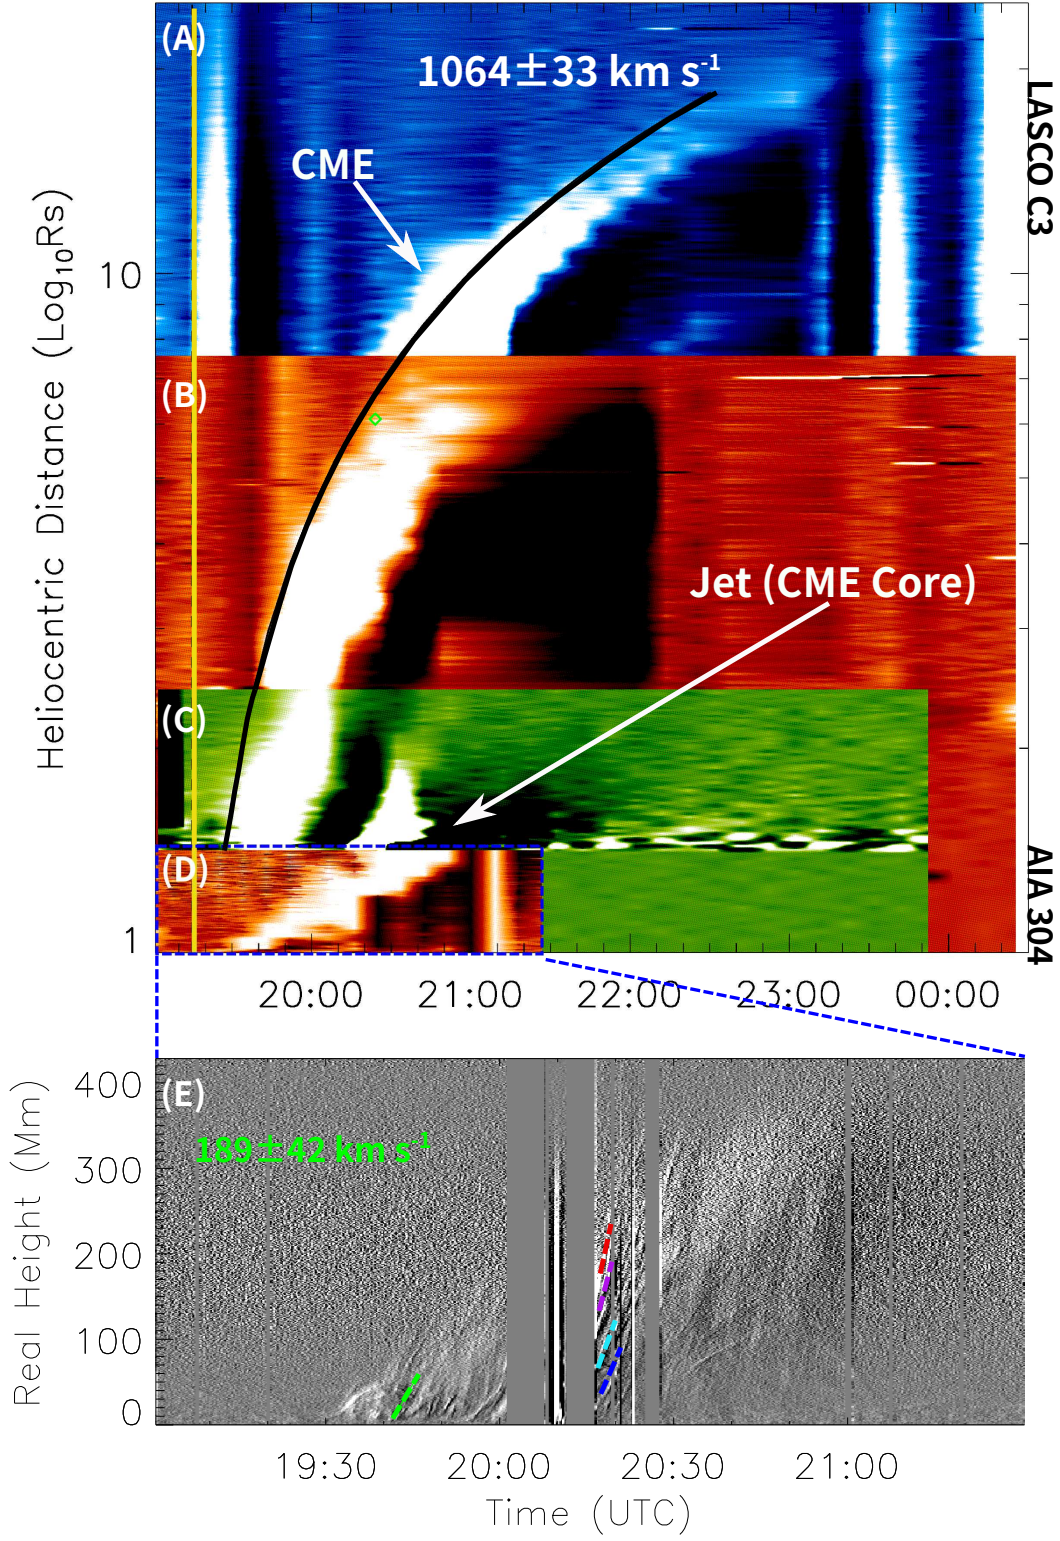 (A)
1064±33 km s-1
CME
LASCO C3
Heliocentric Distance (Log10Rs)
10
(B)
Jet (CME Core)
(C)
(D)
AIA 304
1
20:00 21:00 22:00 23:00 00:00
(E)
189±42 km s-1
Real Height (Mm)
400
300
200
100
0
19:30 20:00 20:30 21:00
Time (UTC)